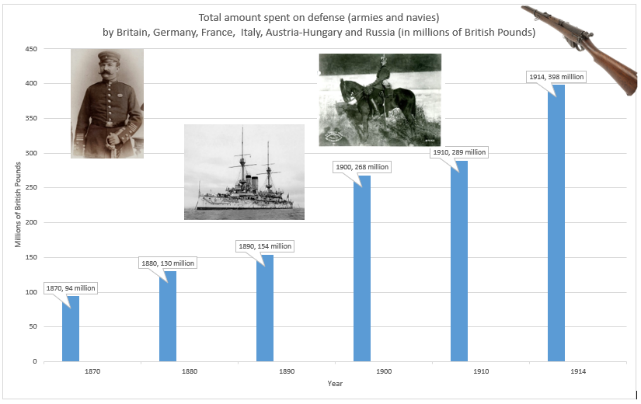 Total amount spent on defense (armies and navies)
by Britain, Germany, France, Italy, Austria-Hungary and Russia (in millions of British Pounds)
450
400
350
300
250
200
150
100
50
0
Millions of British Pounds
1870, 94 million
1880, 130 million
1890, 154 million
1900, 268 million
1910, 289 million
1914, 398 million
1870
1880
1890
1900
1910
1914
Year